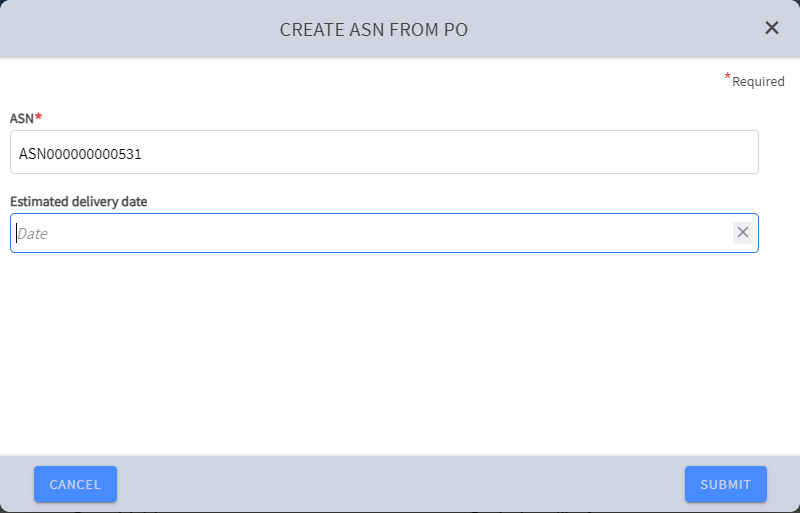 CREATE ASN FROM PO
*Required
ASN*
ASN000000000531
Estimated delivery date
Date
CANCEL
SUBMIT